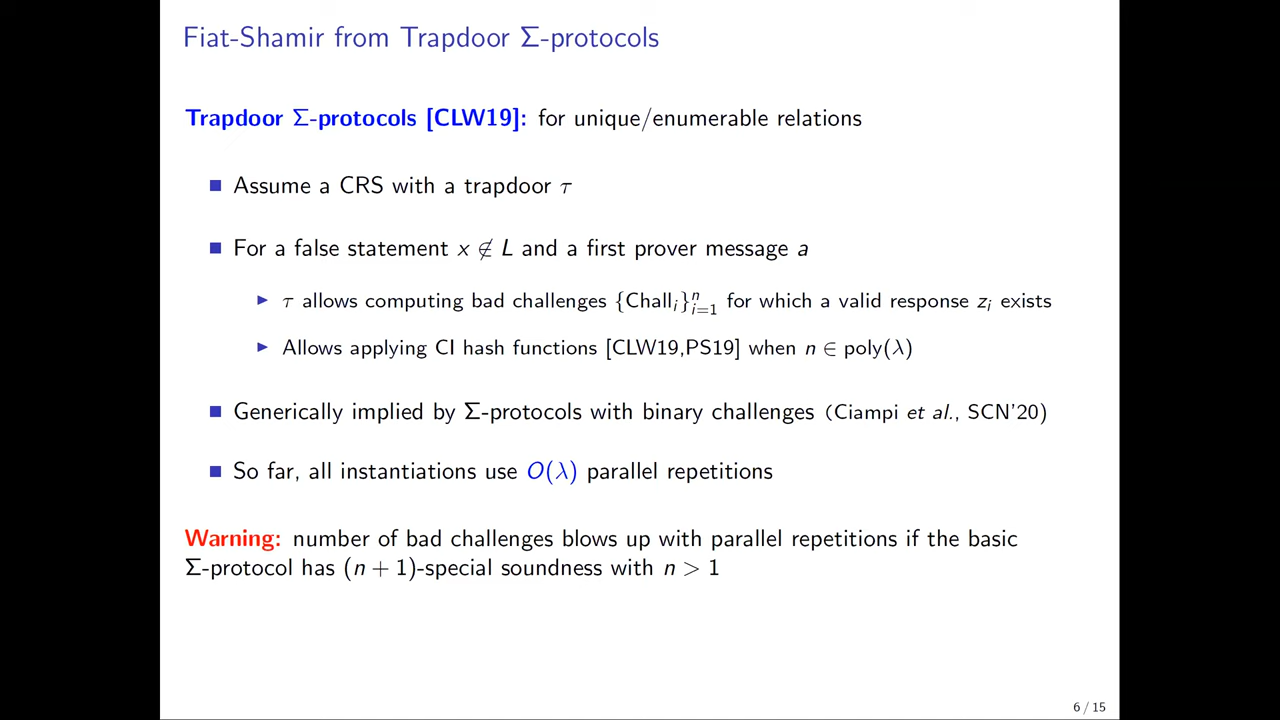 Fiat-Shamir from Trapdoor Σ-protocols
Trapdoor Σ-protocols [CLW19]: for unique/enumerable relations
Assume a CRS with a trapdoor τ
For a false statement x ∉ L and a first prover message a
τ allows computing bad challenges {Chall_i}_{i=1}^n for which a valid response z_i exists
Allows applying CI hash functions [CLW19,PS19] when n ∈ poly(λ)
Generically implied by Σ-protocols with binary challenges (Ciampi et al., SCN'20)
So far, all instantiations use O(λ) parallel repetitions
Warning: number of bad challenges blows up with parallel repetitions if the basic
Σ-protocol has (n + 1)-special soundness with n > 1
6 / 15